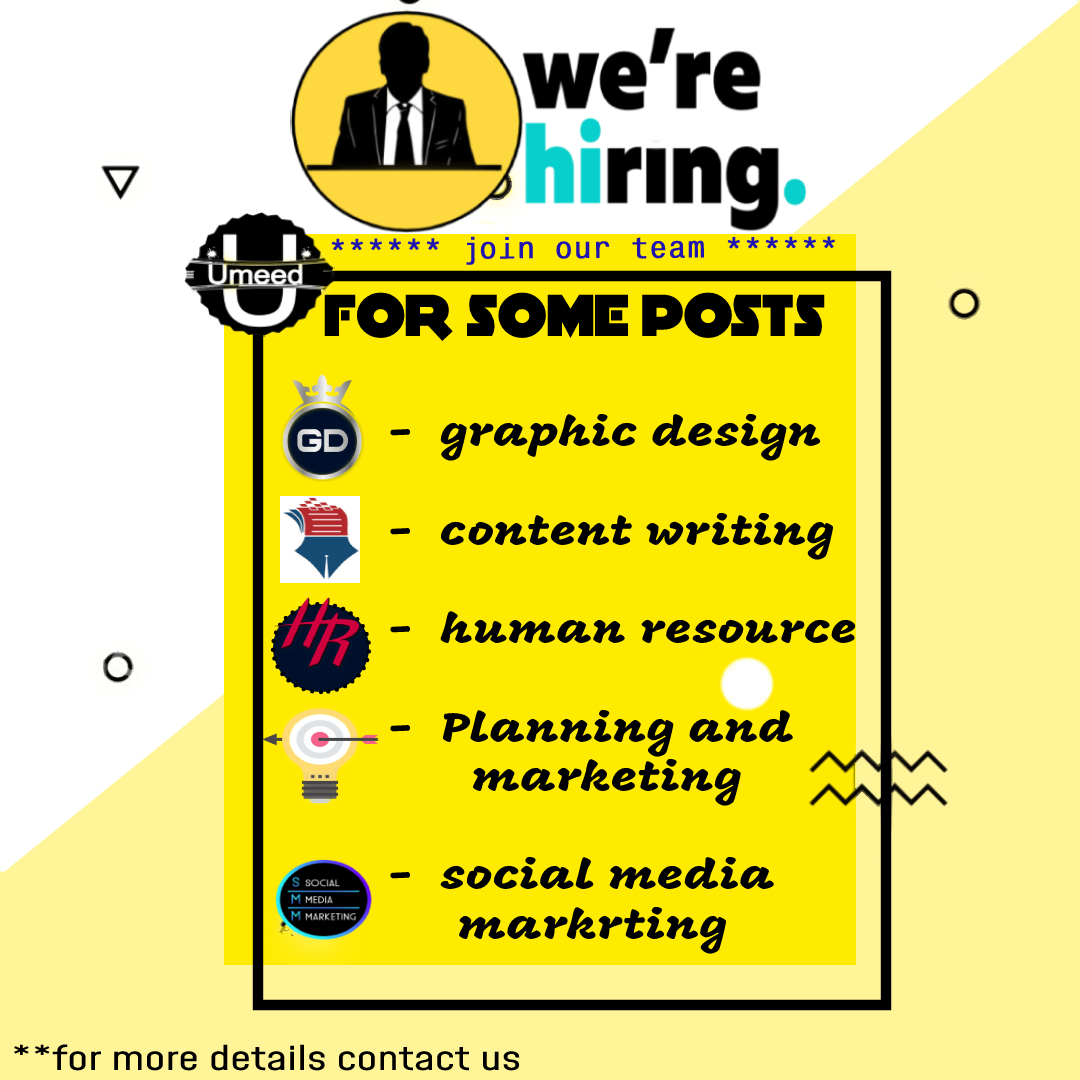 we're
hiring.
****** join our team ******
U
Umeed
FOR SOME POSTS
GD
- graphic design
- content writing
HR
- human resource
- Planning and
marketing
S SOCIAL
M MEDIA
M MARKETING
- social media
markrting
**for more details contact us